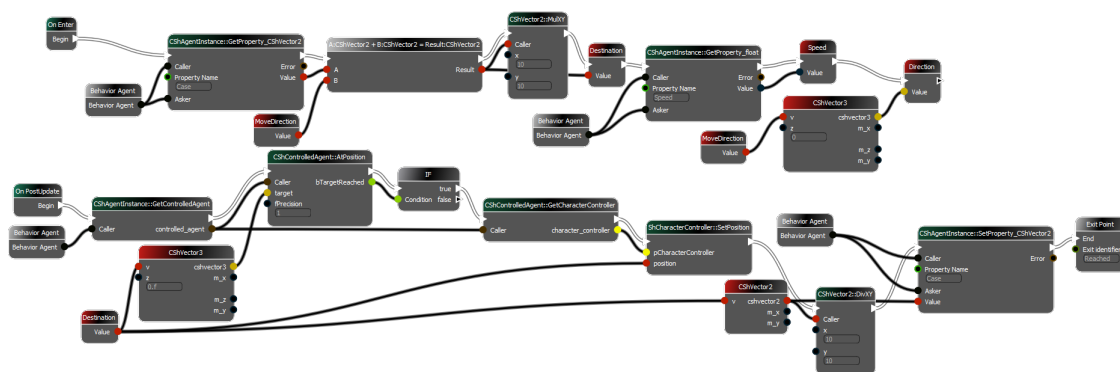 On Enter
Begin
Behavior Agent
Behavior Agent
CShAgentInstance::GetProperty_CShVector2
Caller
Error
Property Name
Value
Case
Asker
MoveDirection
Value
A:CShVector2 + B:CShVector2 = Result:CShVector2
A
Result
B
CShVector2::MulXY
Caller
x
10
y
10
Destination
Value
Behavior Agent
Behavior Agent
CShAgentInstance::GetProperty_float
Caller
Error
Property Name
Value
Speed
Asker
Speed
Value
MoveDirection
Value
CShVector3
v
cshvector3
z
m_x
0
m_z
m_y
Direction
Value
On PostUpdate
Begin
Behavior Agent
Behavior Agent
CShAgentInstance::GetControlledAgent
Caller
controlled_agent
CShVector3
v
cshvector3
z
m_x
0.f
m_z
m_y
Destination
Value
CShControlledAgent::AtPosition
Caller
bTargetReached
target
Precision
1
IF
true
Condition
false
CShControlledAgent::GetCharacterController
Caller
character_controller
ShCharacterController::SetPosition
pCharacterController
position
CShVector2
v
cshvector2
m_x
m_y
Behavior Agent
Behavior Agent
CShVector2::DivXY
Caller
x
10
y
10
CShAgentInstance::SetProperty_CShVector2
Caller
Error
Property Name
Case
Asker
Value
Exit Point
End
Exit identifier
Reached